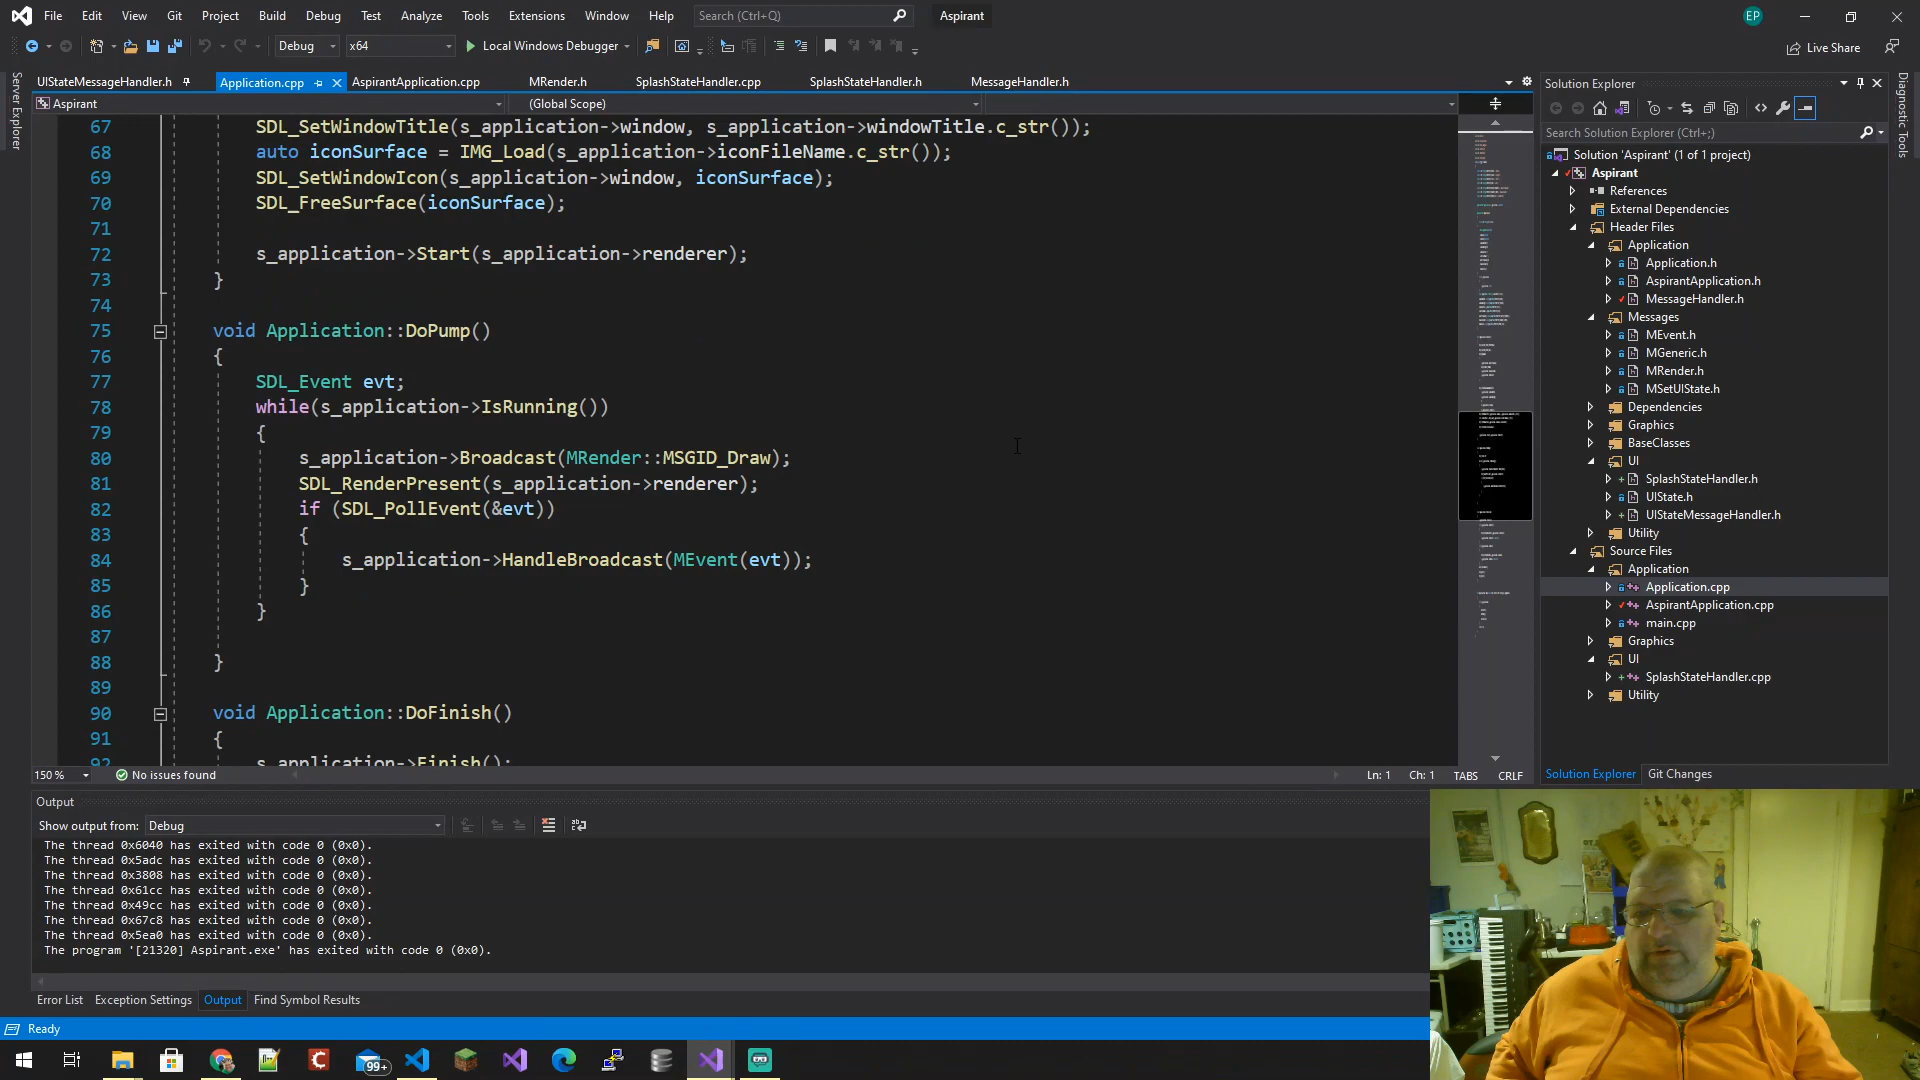 File Edit View Git Project Build Debug Test Analyze Tools Extensions Window Help Search (Ctrl+Q) Aspirant EP
Debug x64 Local Windows Debugger Live Share
UIStateMessageHandler.h Application.cpp AspirantApplication.cpp MRender.h SplashStateHandler.cpp SplashStateHandler.h MessageHandler.h
Aspirant (Global Scope)
67 SDL_SetWindowTitle(s_application->window, s_application->windowTitle.c_str());
68 auto iconSurface = IMG_Load(s_application->iconFileName.c_str());
69 SDL_SetWindowIcon(s_application->window, iconSurface);
70 SDL_FreeSurface(iconSurface);
71
72 s_application->Start(s_application->renderer);
73 }
74
75 void Application::DoPump()
76 {
77 SDL_Event evt;
78 while(s_application->IsRunning())
79 {
80 s_application->Broadcast(MRender::MSGID_Draw);
81 SDL_RenderPresent(s_application->renderer);
82 if (SDL_PollEvent(&evt))
83 {
84 s_application->HandleBroadcast(MEvent(evt));
85 }
86 }
87
88 }
89
90 void Application::DoFinish()
91 {
92 s_application->Finish();
150 % No issues found Ln: 1 Ch: 1 TABS CRLF
Output
Show output from: Debug
The thread 0x6040 has exited with code 0 (0x0).
The thread 0x5adc has exited with code 0 (0x0).
The thread 0x3808 has exited with code 0 (0x0).
The thread 0x61cc has exited with code 0 (0x0).
The thread 0x49cc has exited with code 0 (0x0).
The thread 0x67c8 has exited with code 0 (0x0).
The thread 0x5ea0 has exited with code 0 (0x0).
The program '[21320] Aspirant.exe' has exited with code 0 (0x0).
Error List Exception Settings Output Find Symbol Results
Ready
99+
Server Explorer
Solution Explorer
Search Solution Explorer (Ctrl+;)
Solution 'Aspirant' (1 of 1 project)
Aspirant
References
External Dependencies
Header Files
Application
Application.h
AspirantApplication.h
MessageHandler.h
Messages
MEvent.h
MGeneric.h
MRender.h
MSetUIState.h
Dependencies
Graphics
BaseClasses
UI
SplashStateHandler.h
UIState.h
UIStateMessageHandler.h
Utility
Source Files
Application
Application.cpp
AspirantApplication.cpp
main.cpp
Graphics
UI
SplashStateHandler.cpp
Utility
Solution Explorer Git Changes
Diagnostic Tools